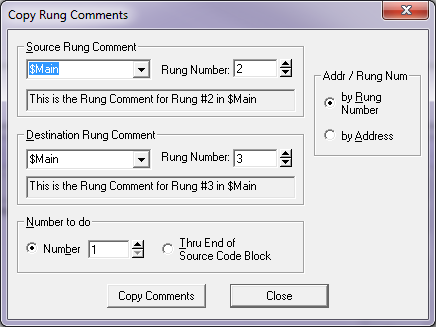 Copy Rung Comments
Source Rung Comment
$Main
Rung Number: 2
This is the Rung Comment for Rung #2 in $Main
Addr / Rung Num
by Rung
Number
by Address
Destination Rung Comment
$Main
Rung Number: 3
This is the Rung Comment for Rung #3 in $Main
Number to do
Number 1
Thru End of
Source Code Block
Copy Comments
Close